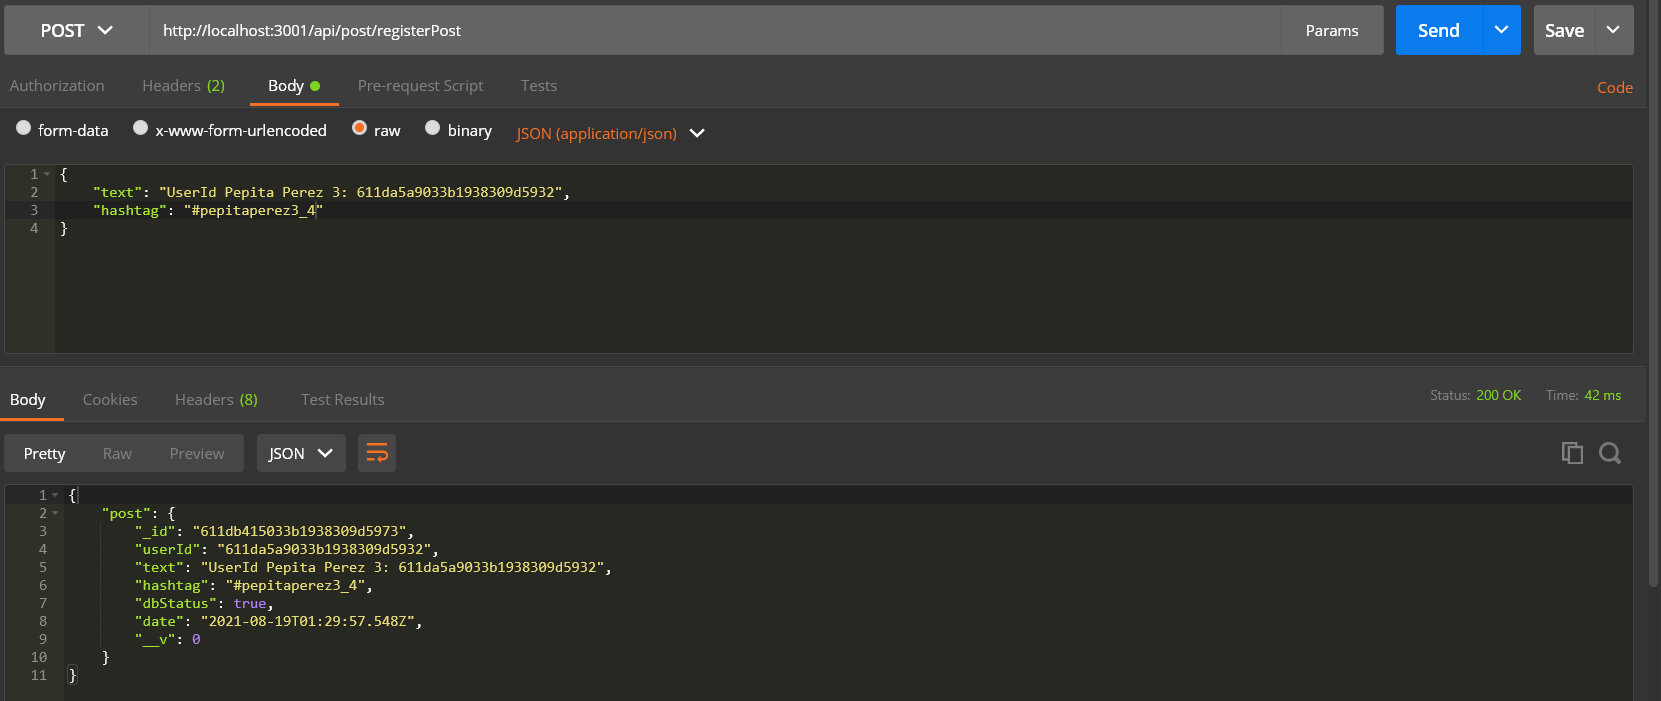 POST http://localhost:3001/api/post/registerPost Params Send Save
Authorization Headers (2) Body Pre-request Script Tests Code
form-data x-www-form-urlencoded raw binary JSON (application/json)
1 {
2 "text": "UserId Pepita Perez 3: 611da5a9033b1938309d5932",
3 "hashtag": "#pepitaperez3_4"
4 }
Body Cookies Headers (8) Test Results Status: 200 OK Time: 42 ms
Pretty Raw Preview JSON
1 {
2 "post": {
3 "_id": "611db415033b1938309d5973",
4 "userId": "611da5a9033b1938309d5932",
5 "text": "UserId Pepita Perez 3: 611da5a9033b1938309d5932",
6 "hashtag": "#pepitaperez3_4",
7 "dbStatus": true,
8 "date": "2021-08-19T01:29:57.548Z",
9 "__v": 0
10 }
11 }